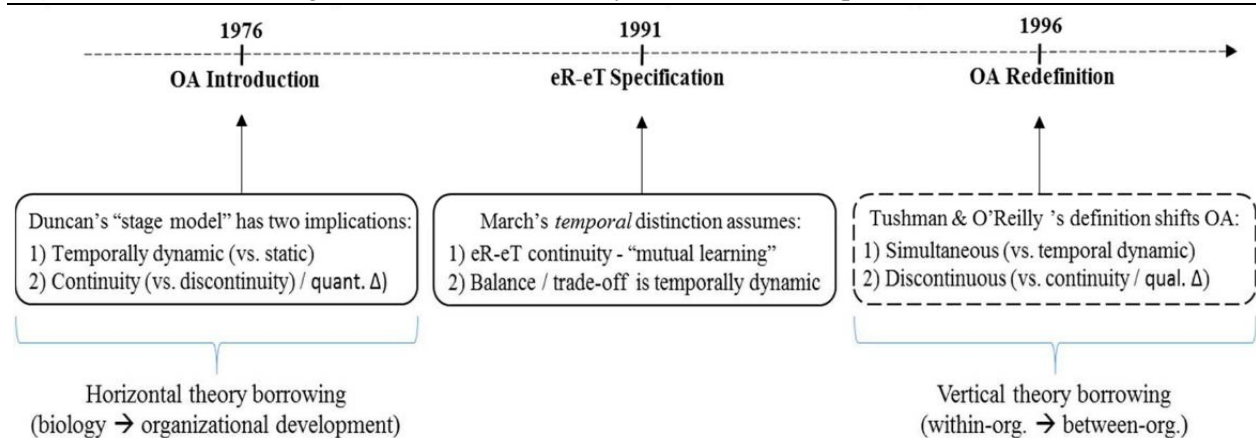 1976
1991
1996
OA Introduction
eR-eT Specification
OA Redefinition
Duncan's “stage model” has two implications:
1) Temporally dynamic (vs. static)
2) Continuity (vs. discontinuity) / quant. Δ)
March's temporal distinction assumes:
1) eR-eT continuity - “mutual learning”
2) Balance / trade-off is temporally dynamic
Tushman & O'Reilly 's definition shifts OA:
1) Simultaneous (vs. temporal dynamic)
2) Discontinuous (vs. continuity / qual. Δ)
Horizontal theory borrowing
(biology → organizational development)
Vertical theory borrowing
(within-org. → between-org.)